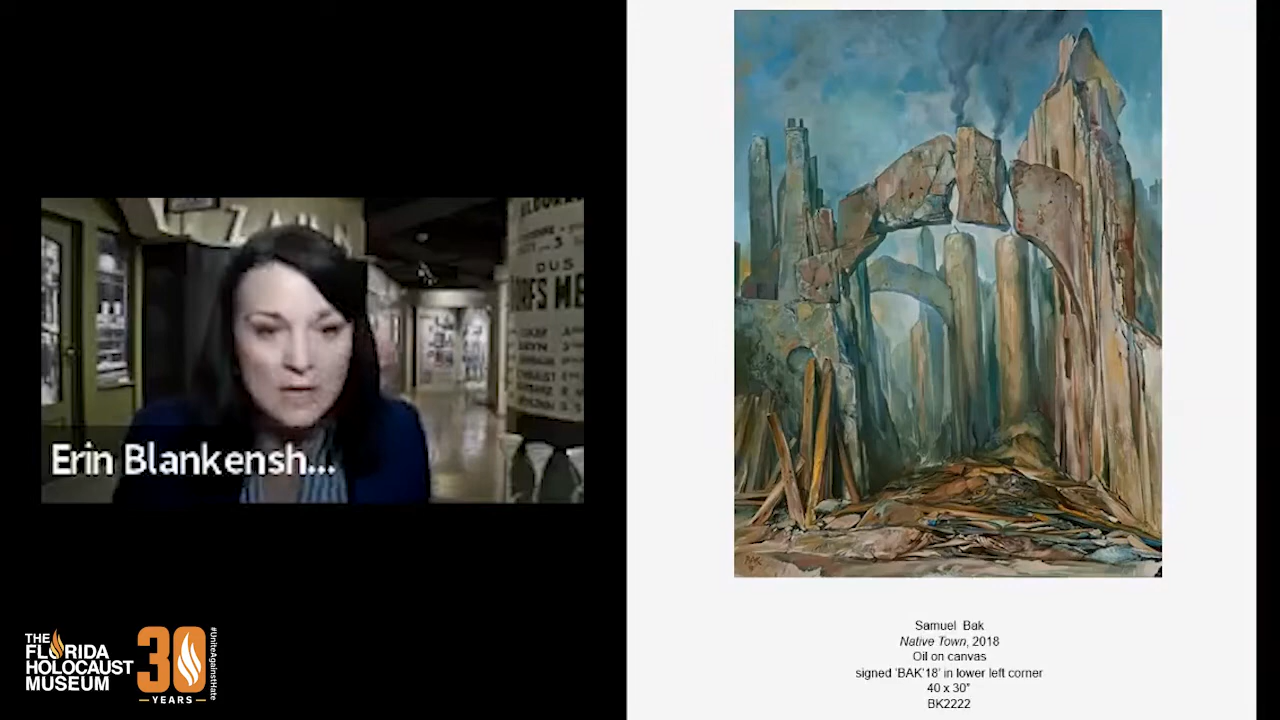 Erin Blankensh...
THE
FLORIDA
HOLOCAUST
MUSEUM
30
YEARS
#UniteAgainstHate
Samuel Bak
Native Town, 2018
Oil on canvas
signed 'BAK'18' in lower left corner
40 x 30"
BK2222